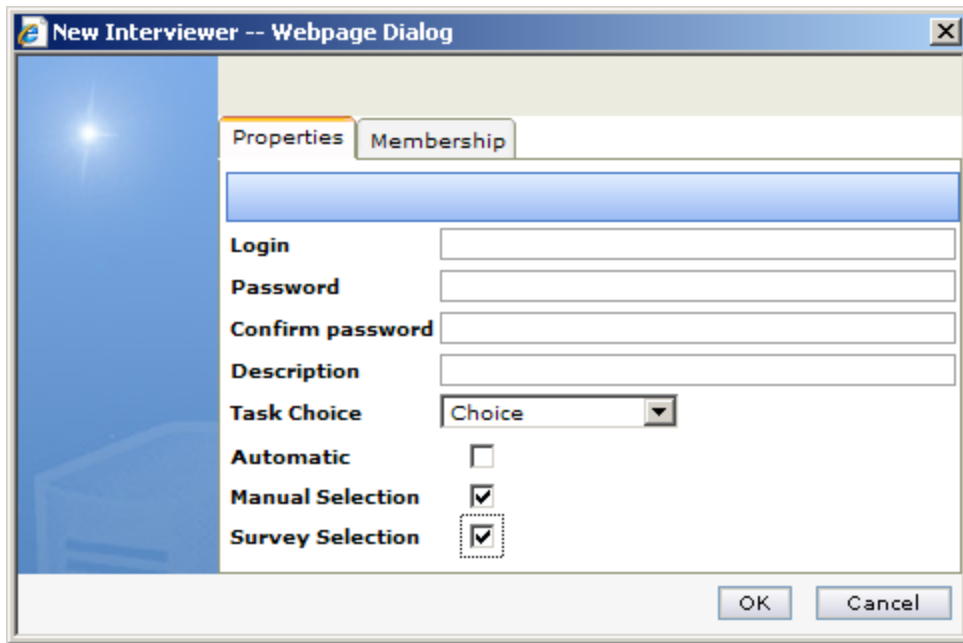 New Interviewer -- Webpage Dialog
Properties Membership
Login
Password
Confirm password
Description
Task Choice Choice
Automatic
Manual Selection
Survey Selection
OK Cancel